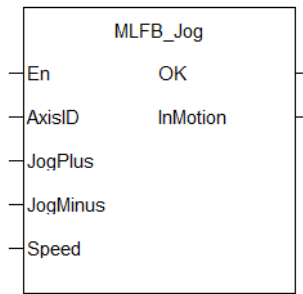 MLFB_Jog
En OK
AxisID InMotion
JogPlus
JogMinus
Speed